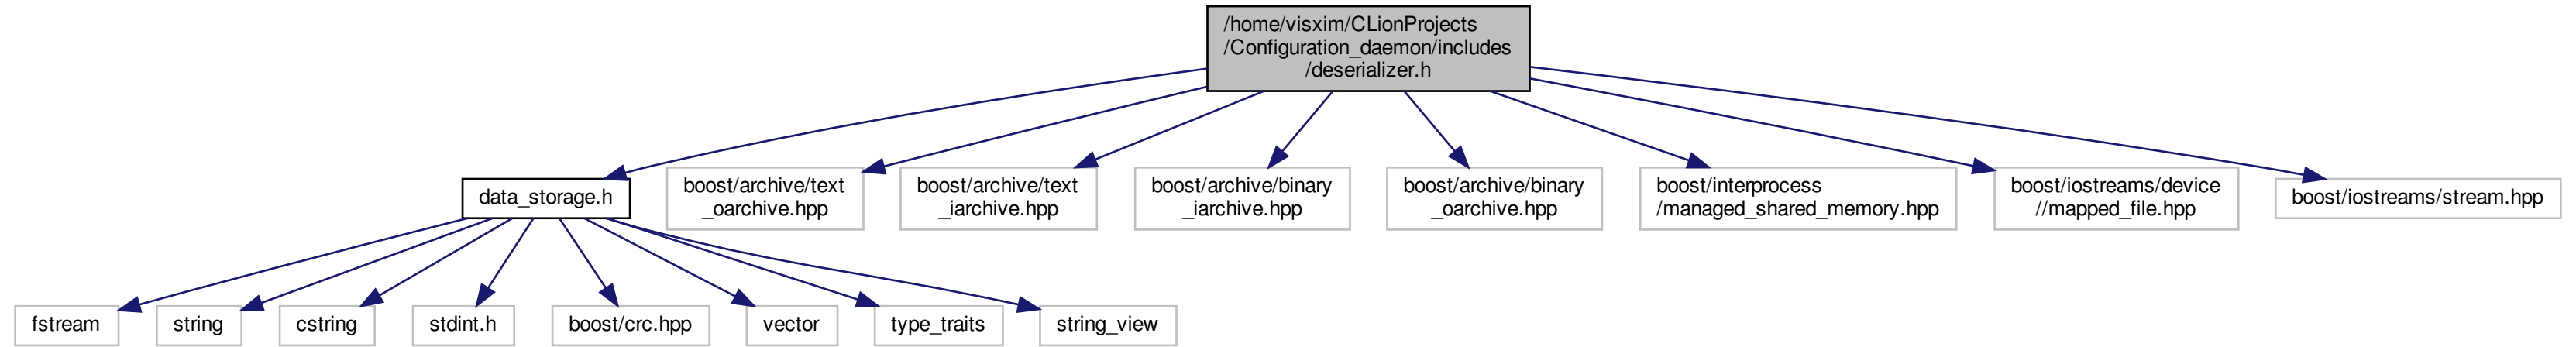 /home/visxim/CLionProjects
/Configuration_daemon/includes
/deserializer.h
data_storage.h
boost/archive/text
_oarchive.hpp
boost/archive/text
_iarchive.hpp
boost/archive/binary
_iarchive.hpp
boost/archive/binary
_oarchive.hpp
boost/interprocess
/managed_shared_memory.hpp
boost/iostreams/device
//mapped_file.hpp
boost/iostreams/stream.hpp
fstream
string
cstring
stdint.h
boost/crc.hpp
vector
type_traits
string_view